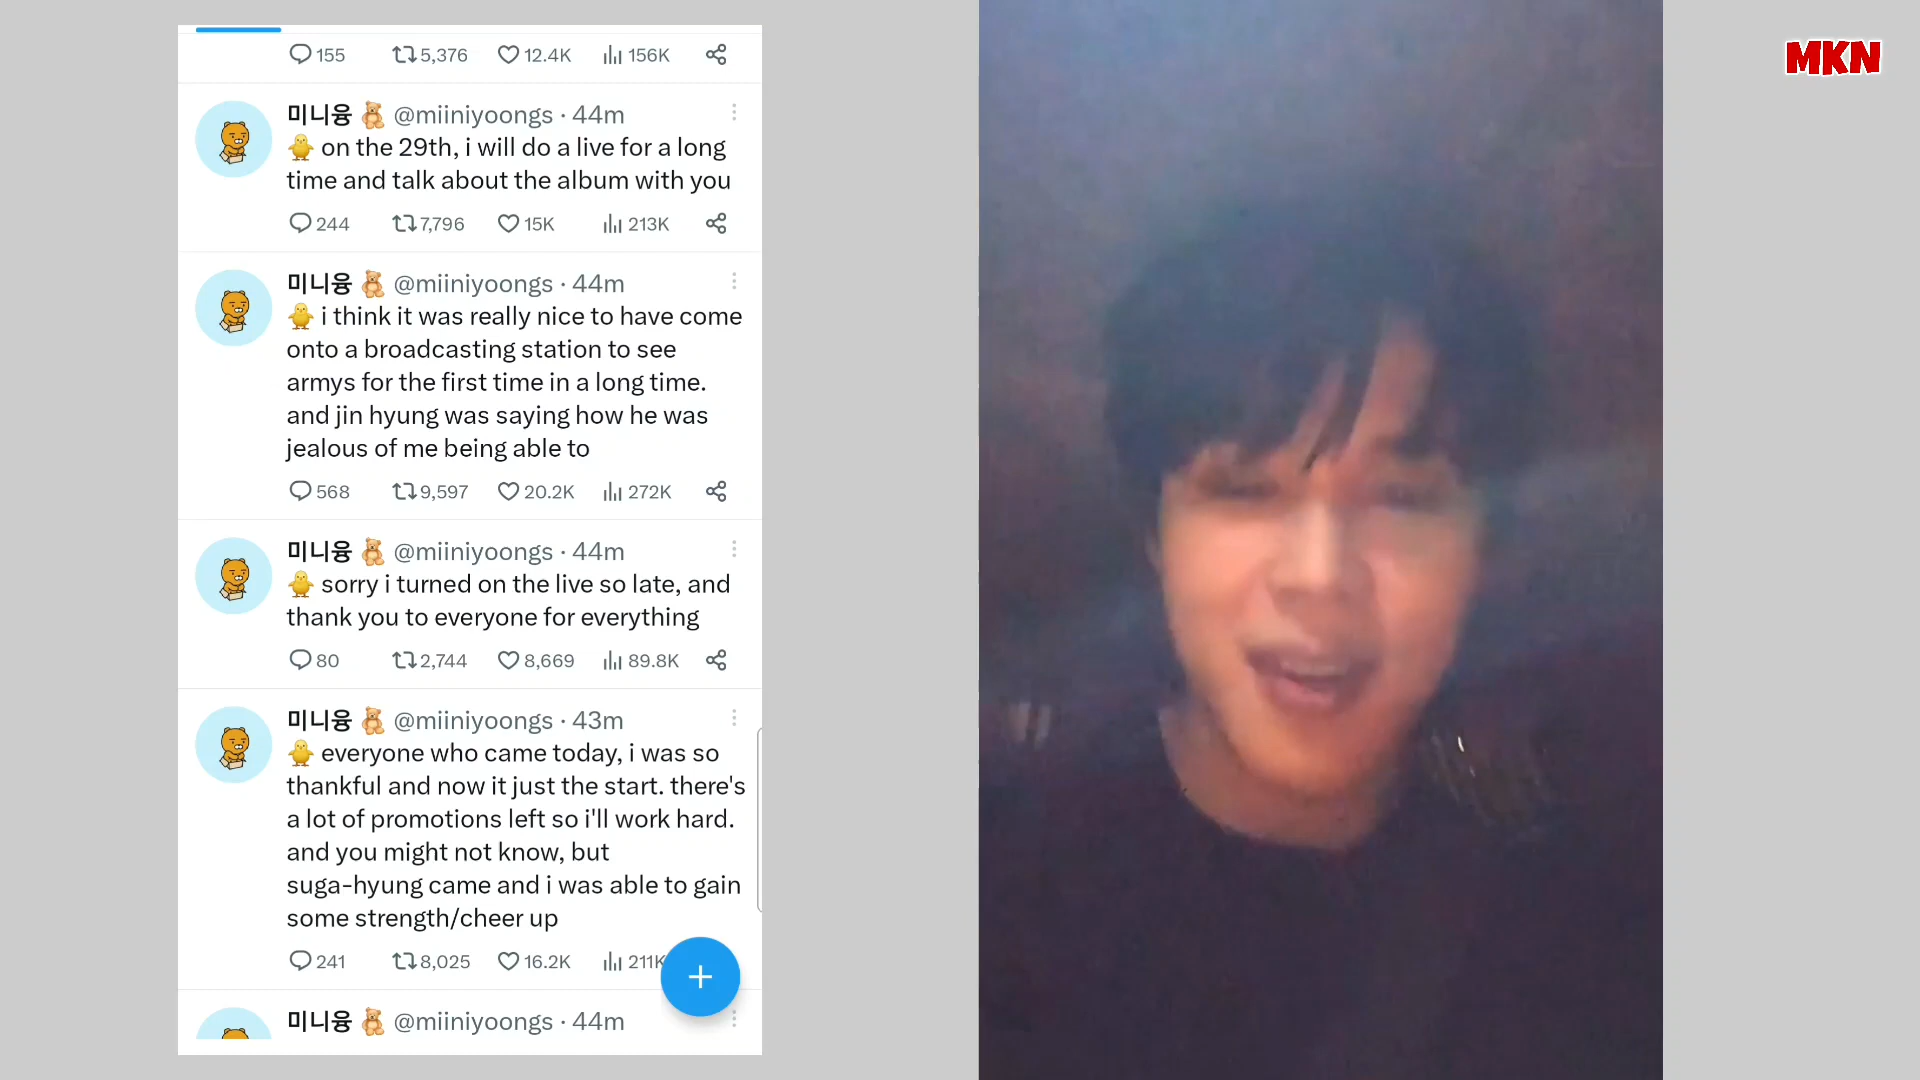 155 5,376 12.4K 156K
MKN
미니융 @miiniyoongs · 44m
on the 29th, i will do a live for a long
time and talk about the album with you
244 7,796 15K 213K
미니융 @miiniyoongs · 44m
i think it was really nice to have come
onto a broadcasting station to see
armys for the first time in a long time.
and jin hyung was saying how he was
jealous of me being able to
568 9,597 20.2K 272K
미니융 @miiniyoongs · 44m
sorry i turned on the live so late, and
thank you to everyone for everything
80 2,744 8,669 89.8K
미니융 @miiniyoongs · 43m
everyone who came today, i was so
thankful and now it just the start. there's
a lot of promotions left so i'll work hard.
and you might not know, but
suga-hyung came and i was able to gain
some strength/cheer up
241 8,025 16.2K 211K
미니융 @miiniyoongs · 44m